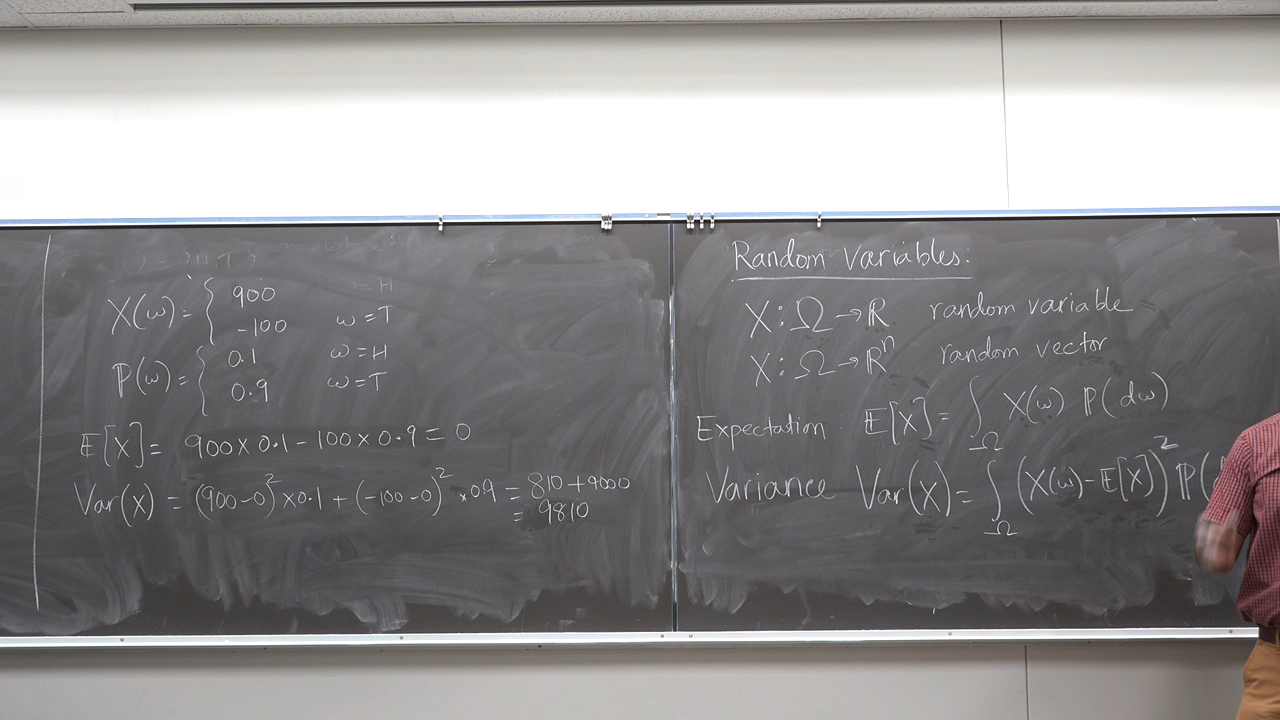 X(ω) = { 900 = H
-100 ω = T
ℙ(ω) = { 0.1 ω = H
0.9 ω = T
𝔼[X] = 900 × 0.1 - 100 × 0.9 = 0
Var(X) = (900-0)² × 0.1 + (-100-0)² × 0.9 = 810 + 9000
= 9810
Random Variables:
X : Ω → ℝ random variable
X : Ω → ℝⁿ random vector
Expectation 𝔼[X] = ∫_Ω X(ω) ℙ(dω)
Variance Var(X) = ∫_Ω (X(ω) - 𝔼[X])² ℙ(